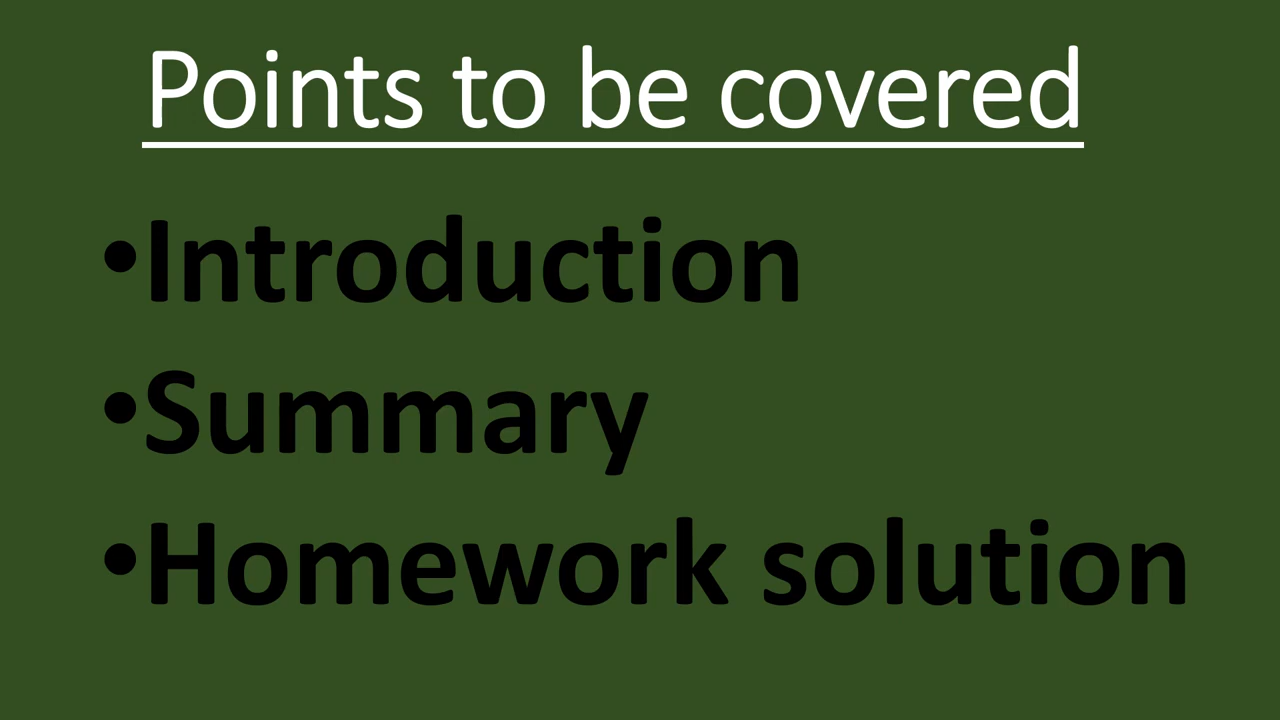 Points to be covered
•Introduction
•Summary
•Homework solution